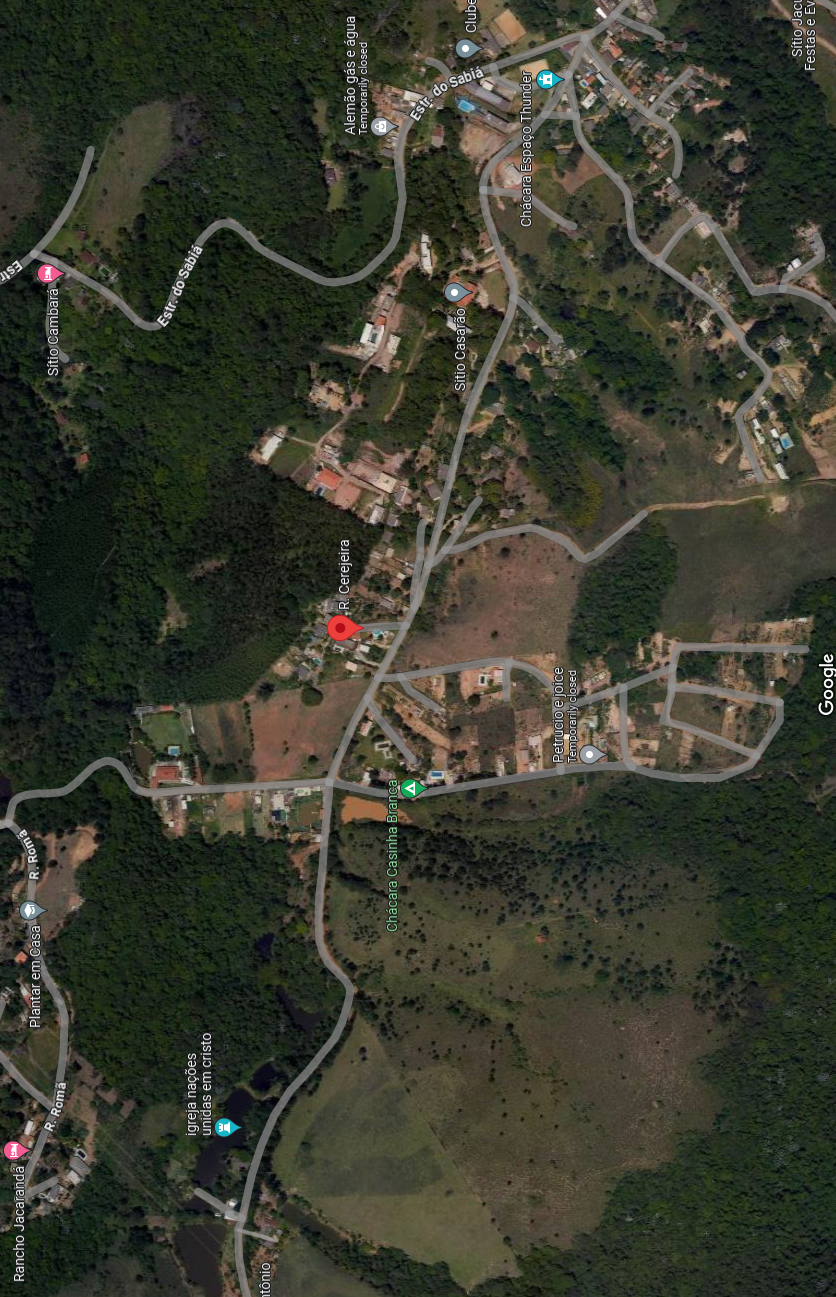 Clube
Sítio Jacu
Festas e Ev
Alemão gás e água
Temporarily closed
Estr. do Sabiá
Chácara Espaço Thunder
Estr. do Sabiá
Sítio Cambará
Sítio Casarão
R. Cerejeira
Petrucio e joice
Temporarily closed
Google
Chácara Casinha Branca
R. Romã
Plantar em Casa
igreja nações
unidas em cristo
R. Romã
Rancho Jacarandá
ntônio